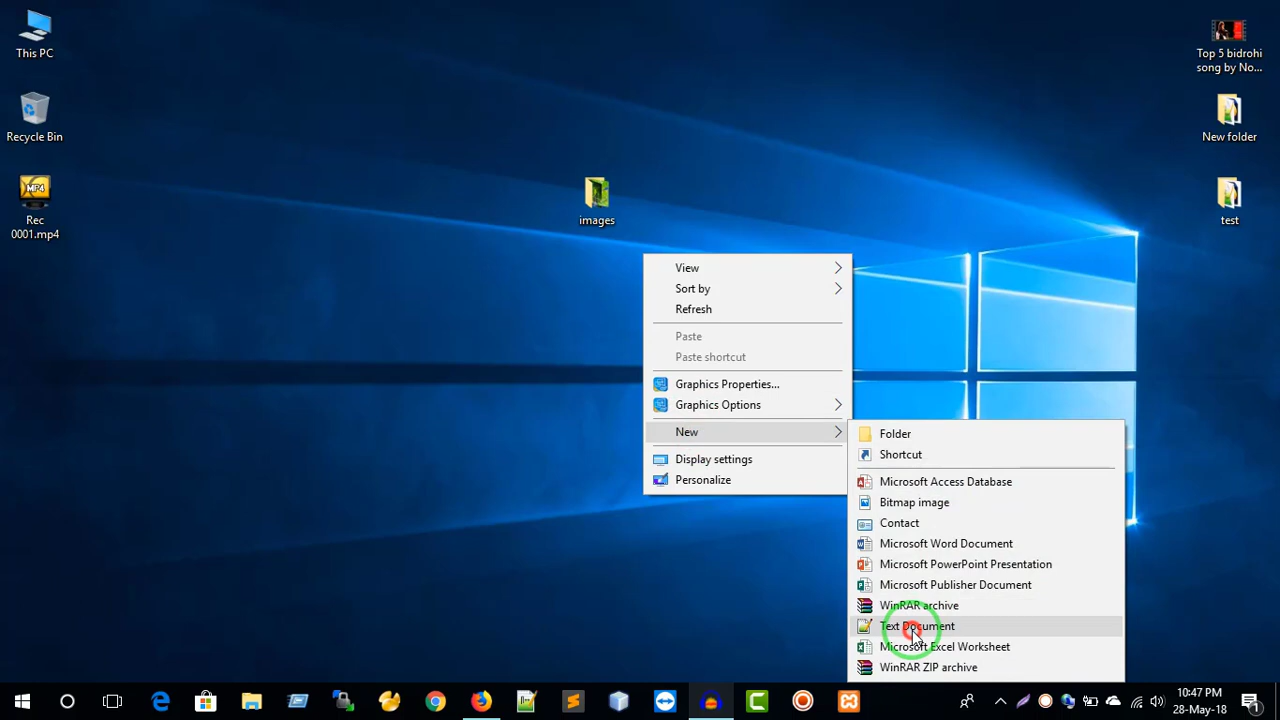 This PC
Recycle Bin
MP4
Rec
0001.mp4
images
Top 5 bidrohi
song by No...
New folder
test
View
Sort by
Refresh
Paste
Paste shortcut
Graphics Properties...
Graphics Options
New
Display settings
Personalize
Folder
Shortcut
Microsoft Access Database
Bitmap image
Contact
Microsoft Word Document
Microsoft PowerPoint Presentation
Microsoft Publisher Document
WinRAR archive
Text Document
Microsoft Excel Worksheet
WinRAR ZIP archive
10:47 PM
28-May-18
1